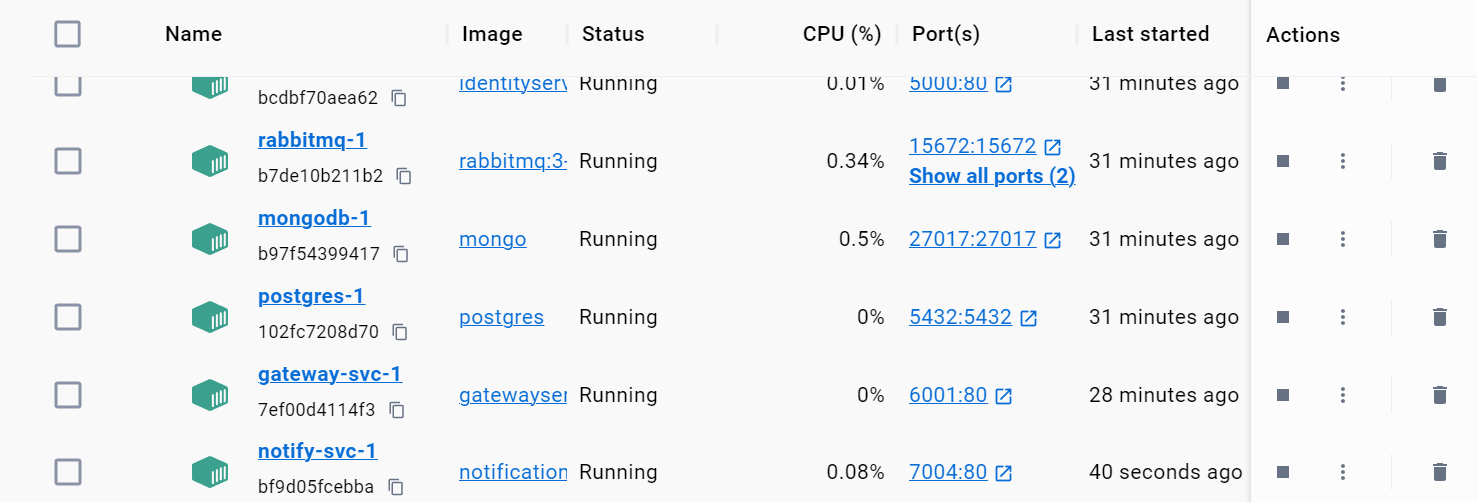 Name Image Status CPU (%) Port(s) Last started Actions
identityserv Running 0.01% 5000:80 31 minutes ago
bcdbf70aea62
rabbitmq-1
rabbitmq:3- Running 0.34% 15672:15672 31 minutes ago
b7de10b211b2 Show all ports (2)
mongodb-1
mongo Running 0.5% 27017:27017 31 minutes ago
b97f54399417
postgres-1
postgres Running 0% 5432:5432 31 minutes ago
102fc7208d70
gateway-svc-1
gatewayser Running 0% 6001:80 28 minutes ago
7ef00d4114f3
notify-svc-1
notification Running 0.08% 7004:80 40 seconds ago
bf9d05fcebba